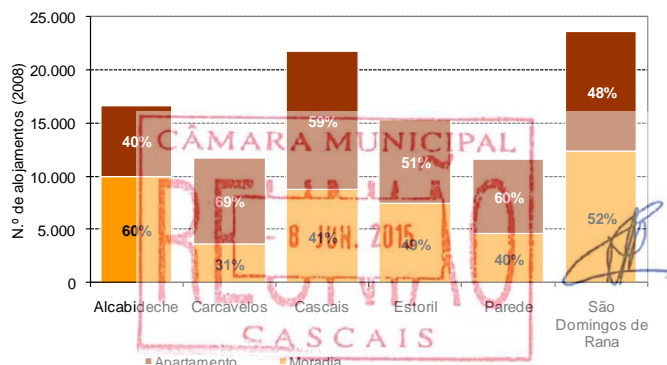 25.000
20.000
15.000
10.000
5.000
0
N.º de alojamentos (2008)
40%
60%
69%
31%
59%
41%
51%
49%
60%
40%
48%
52%
CÂMARA MUNICIPAL
REUNIÃO
8 JUN. 2015
CASCAIS
Alcabideche
Carcavelos
Cascais
Estoril
Parede
São
Domingos de
Rana
Apartamento
Moradia